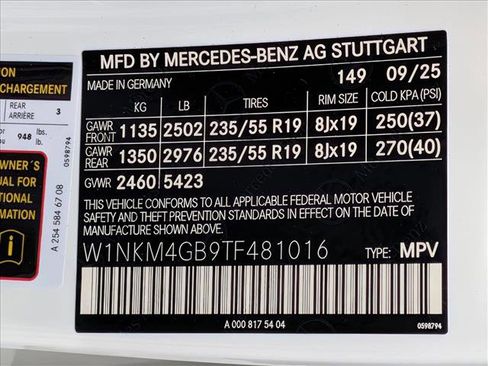 ION
CHARGEMENT
REAR
ARRIÈRE 3
948 lbs.
lb.
0598794
WNER´S
UAL FOR
TIONAL
RMATION
A 254 584 67 08
MFD BY MERCEDES-BENZ AG STUTTGART
MADE IN GERMANY 149 09/25
KG LB TIRES RIM SIZE COLD KPA(PSI)
GAWR FRONT 1135 2502 235/55 R19 8Jx19 250(37)
GAWR REAR 1350 2976 235/55 R19 8Jx19 270(40)
GVWR 2460 5423
THIS VEHICLE CONFORMS TO ALL APPLICABLE FEDERAL MOTOR VEHICLE
SAFETY AND THEFT PREVENTION STANDARDS IN EFFECT ON THE DATE OF
MANUFACTURE SHOWN ABOVE.
W1NKM4GB9TF481016 TYPE: MPV
A 000 817 54 04
0598794